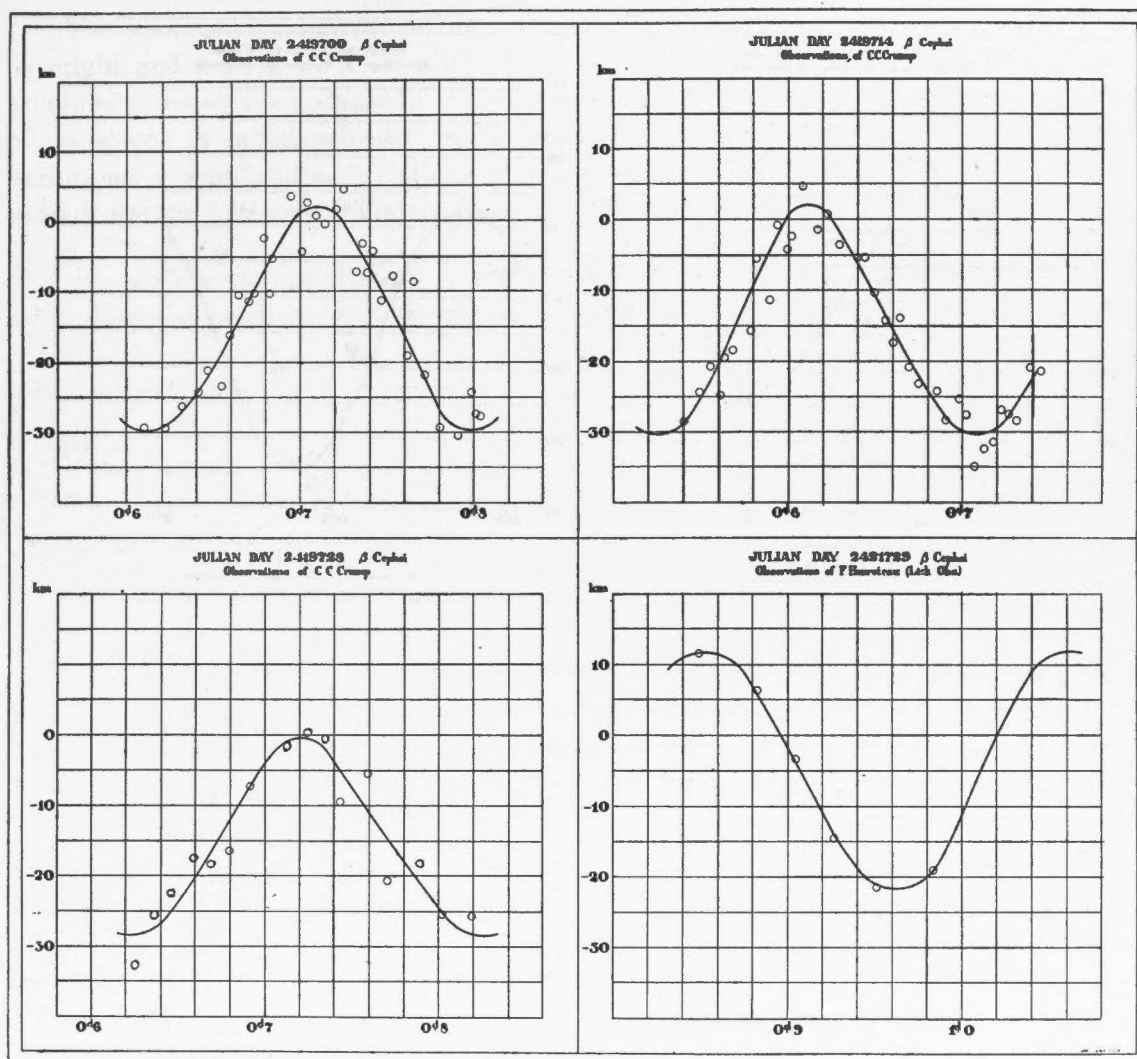 JULIAN DAY 2419700 β Cephei
Observations of C C Crump
km
10
0
-10
-20
-30
0ᵈ6 0ᵈ7 0ᵈ8
JULIAN DAY 2419714 β Cephei
Observations of C C Crump
km
10
0
-10
-20
-30
0ᵈ6 0ᵈ7
JULIAN DAY 2419728 β Cephei
Observations of C C Crump
km
0
-10
-20
-30
0ᵈ6 0ᵈ7 0ᵈ8
JULIAN DAY β Cephei
Observations of F Henroteau (Lick Obs)
km
10
0
-10
-20
-30
0ᵈ9 1ᵈ0